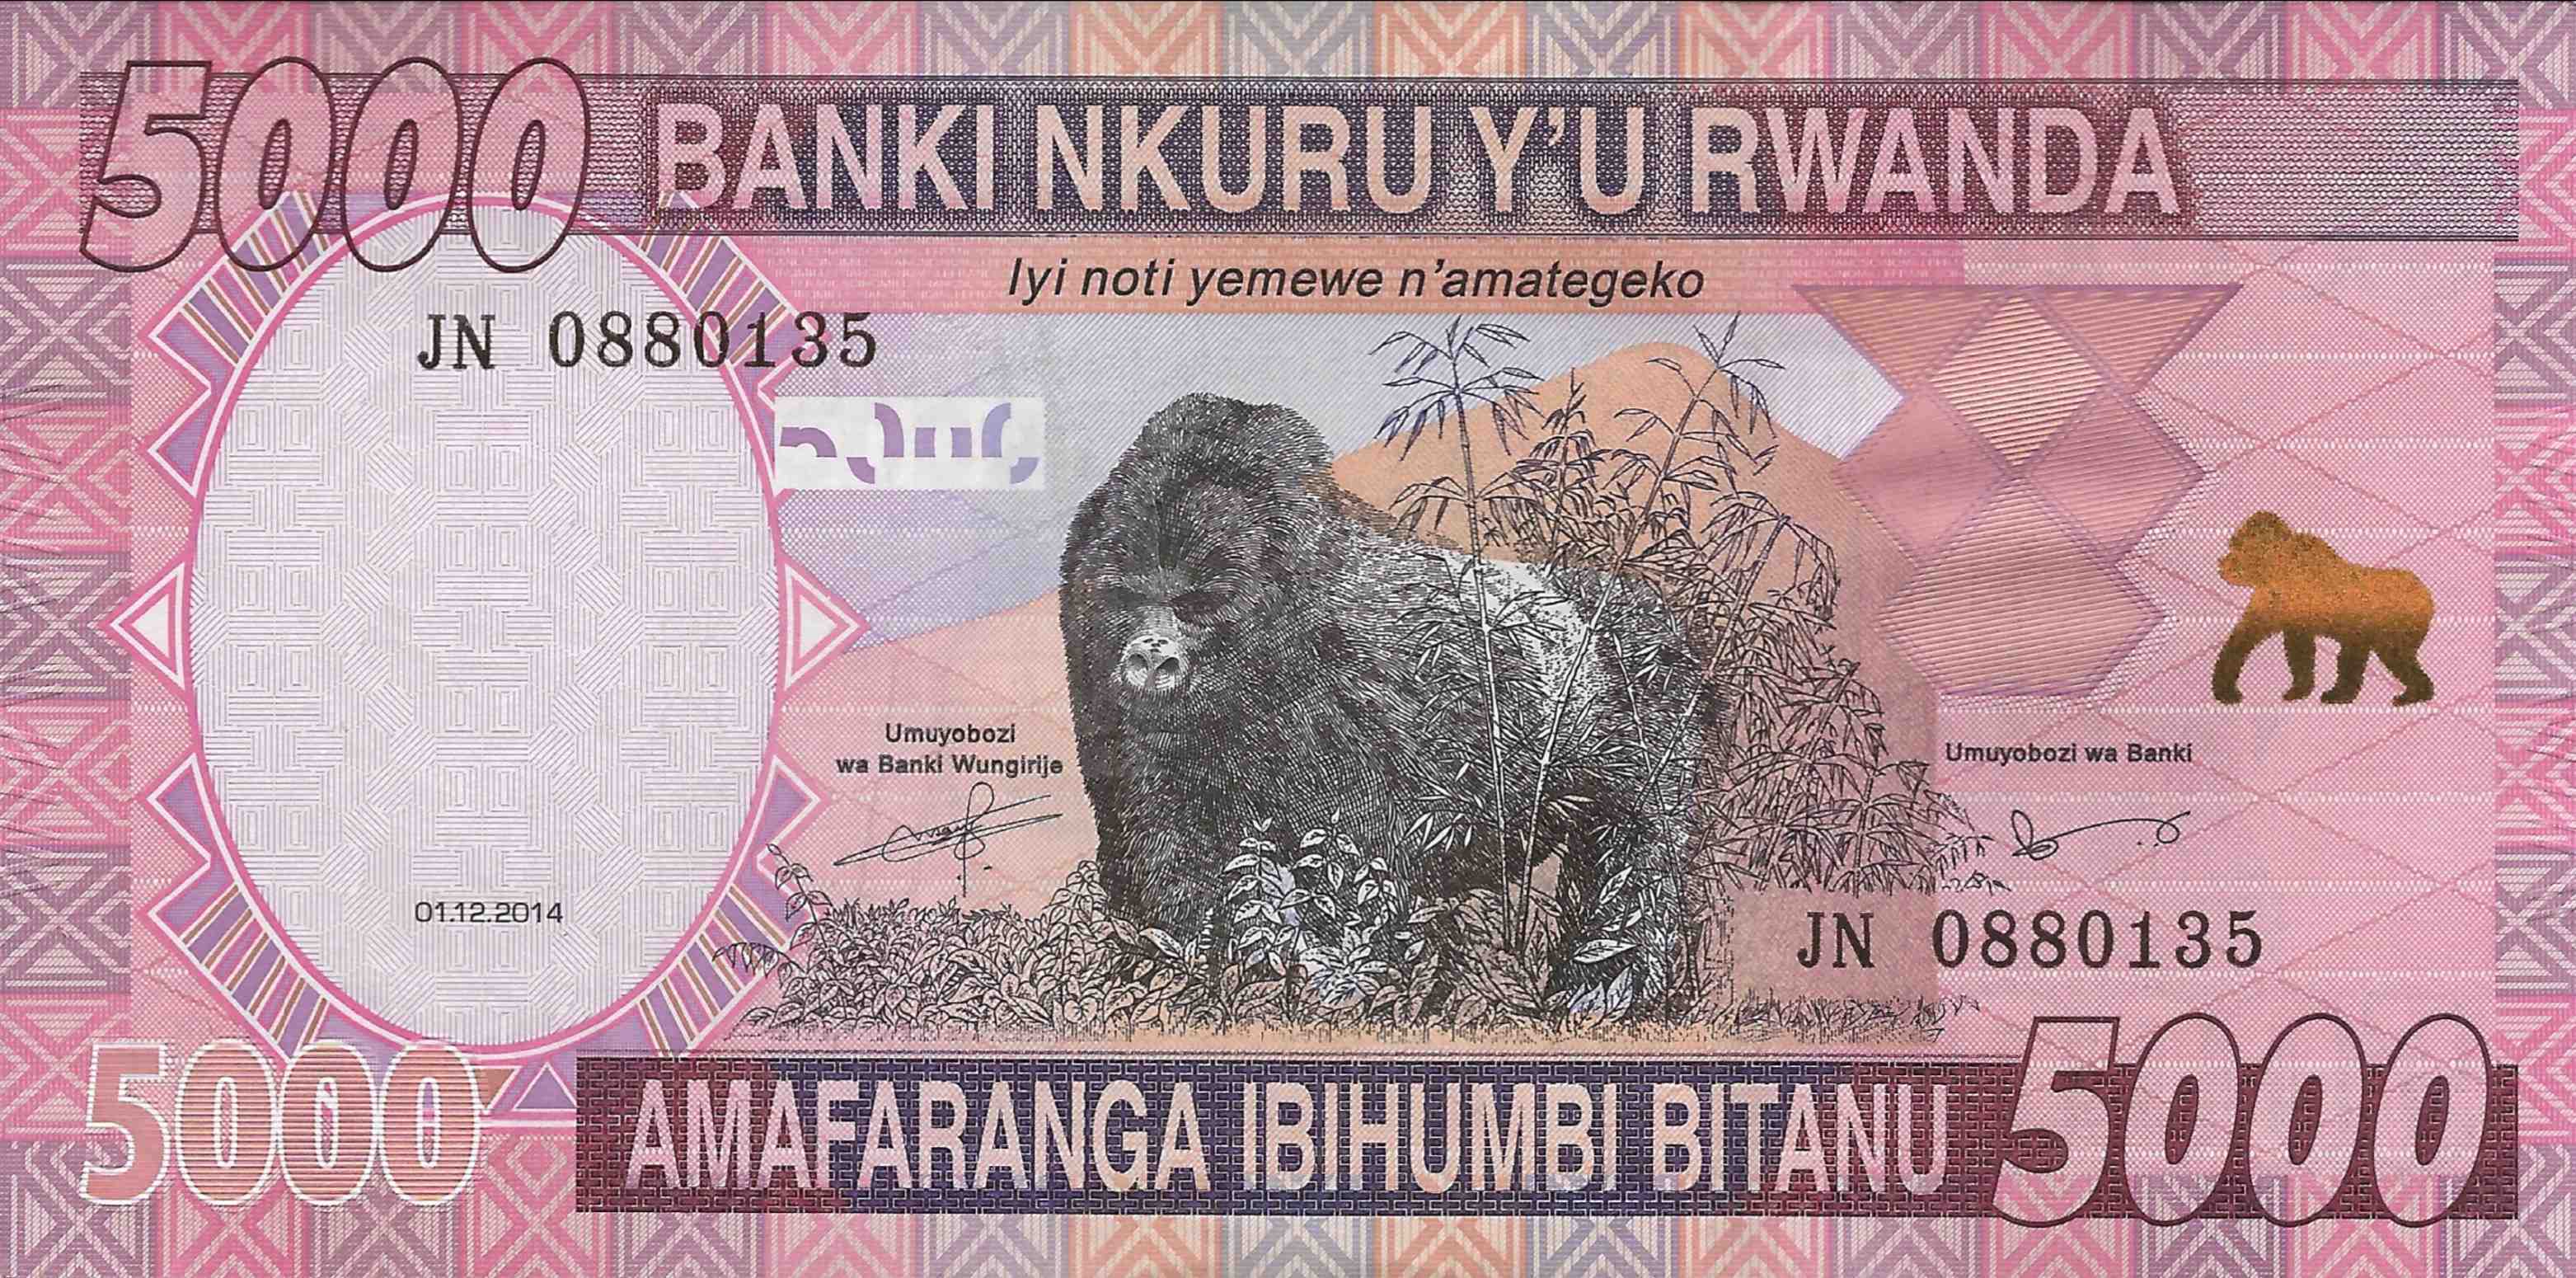 5000 BANKI NKURU Y'U RWANDA
Iyi noti yemewe n'amategeko
JN 0880135
Umuyobozi
wa Banki Wungirije
Umuyobozi wa Banki
01.12.2014
JN 0880135
5000 AMAFARANGA IBIHUMBI BITANU 5000